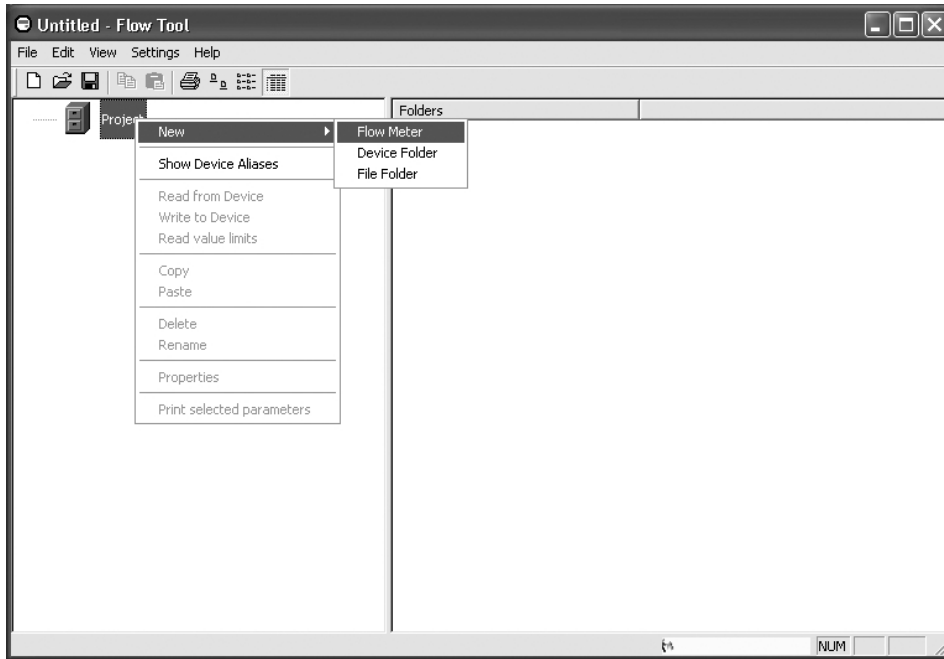 Untitled - Flow Tool
File Edit View Settings Help
Folders
Project
New
Flow Meter
Device Folder
File Folder
Show Device Aliases
Read from Device
Write to Device
Read value limits
Copy
Paste
Delete
Rename
Properties
Print selected parameters
NUM